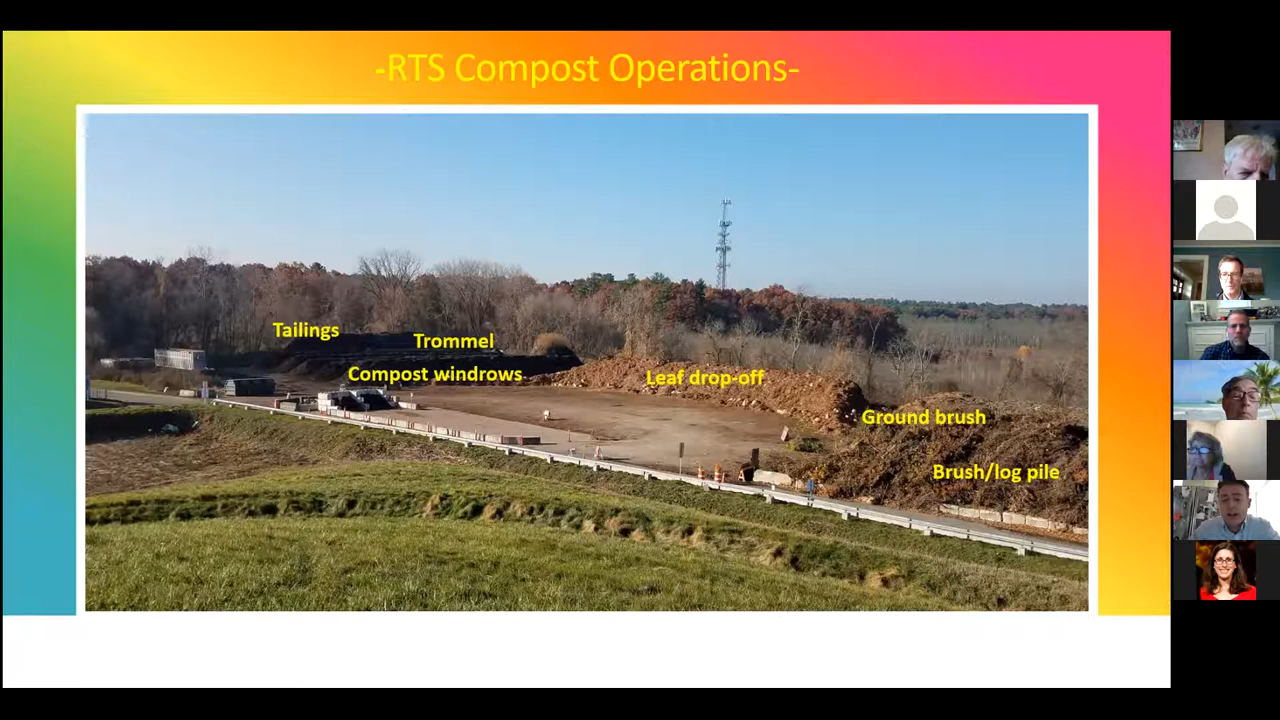 -RTS Compost Operations-
Tailings
Trommel
Compost windrows
Leaf drop-off
Ground brush
Brush/log pile